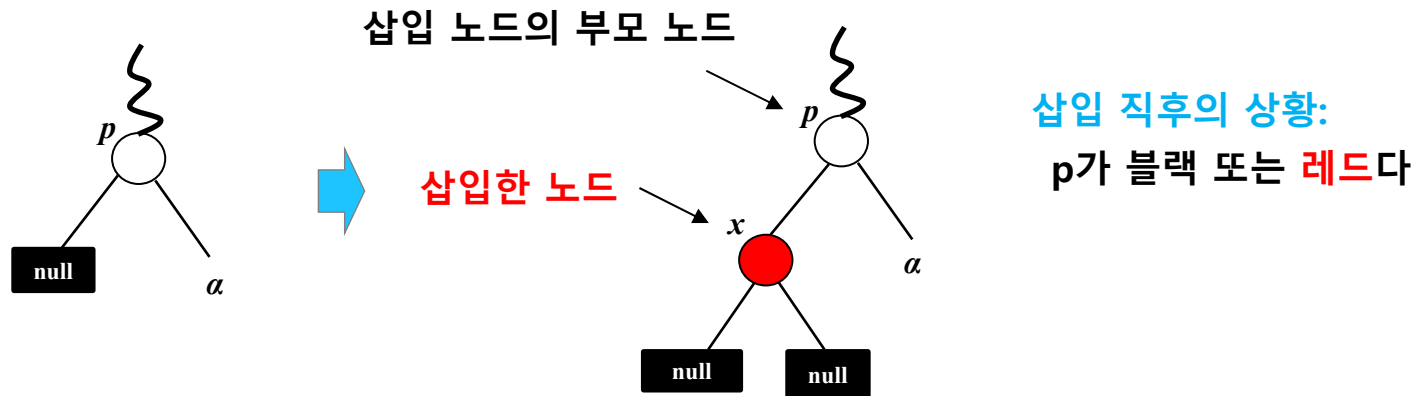 삽입 노드의 부모 노드
p
null
α
삽입한 노드
p
x
α
null
null
삽입 직후의 상황:
p가 블랙 또는 레드다